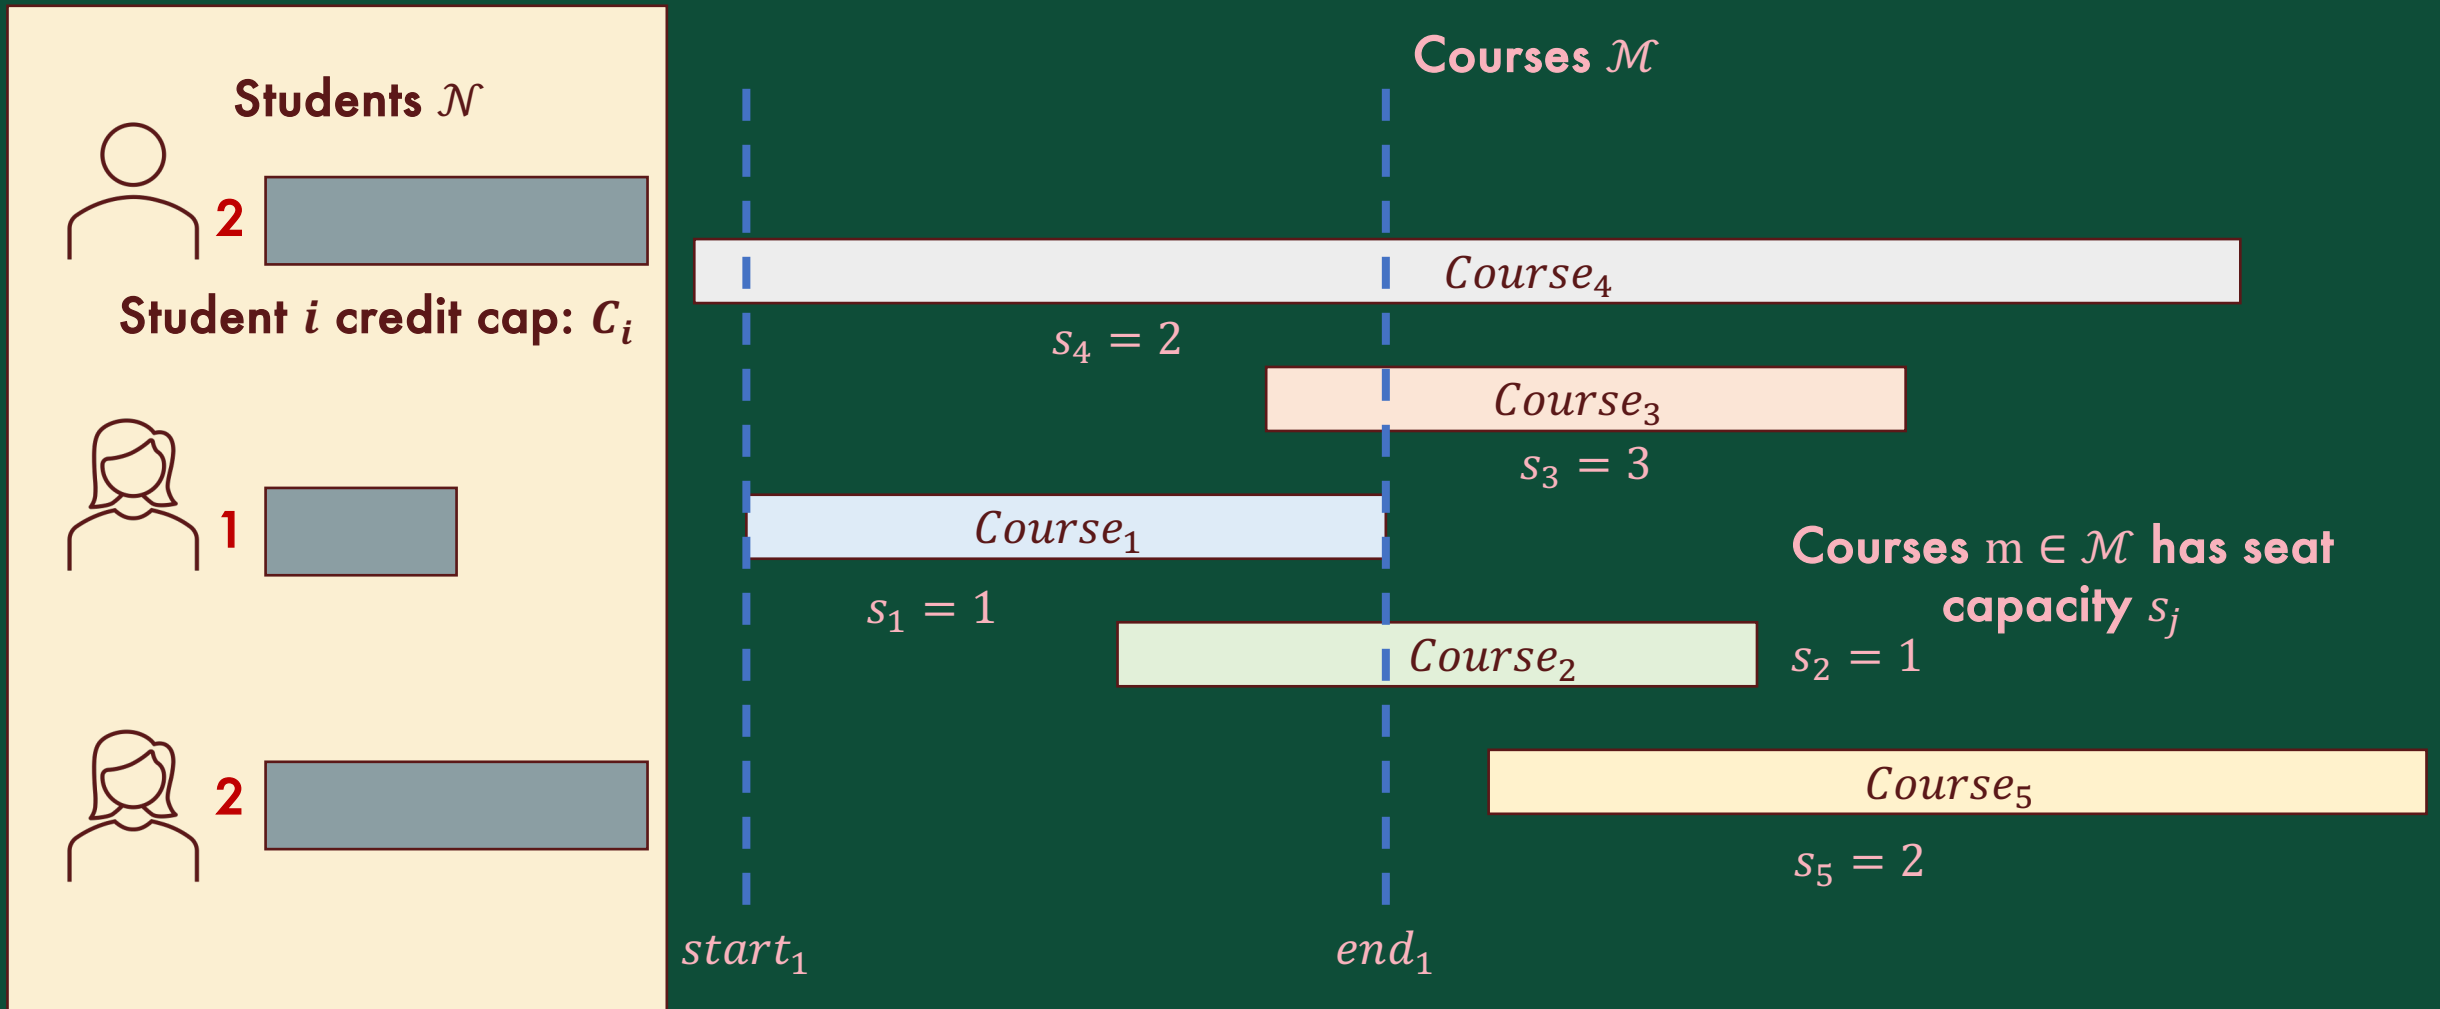 Students 𝒩
2
Student i credit cap: Cᵢ
1
2
Courses ℳ
Course₄
s₄ = 2
Course₃
s₃ = 3
Course₁
s₁ = 1
Courses m ∈ ℳ has seat
capacity sⱼ
Course₂
s₂ = 1
Course₅
s₅ = 2
start₁
end₁